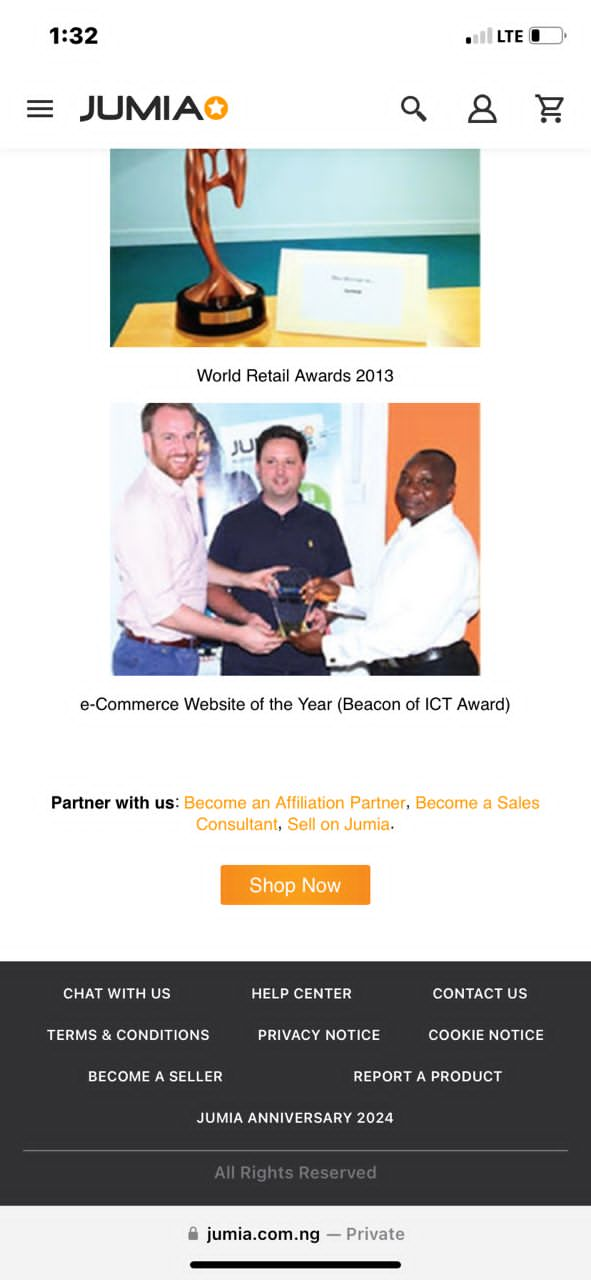 1:32
LTE
JUMIA
JU
World Retail Awards 2013
e-Commerce Website of the Year (Beacon of ICT Award)
Partner with us: Become an Affiliation Partner, Become a Sales
Consultant, Sell on Jumia.
Shop Now
CHAT WITH US HELP CENTER CONTACT US
TERMS & CONDITIONS PRIVACY NOTICE COOKIE NOTICE
BECOME A SELLER REPORT A PRODUCT
JUMIA ANNIVERSARY 2024
All Rights Reserved
jumia.com.ng — Private